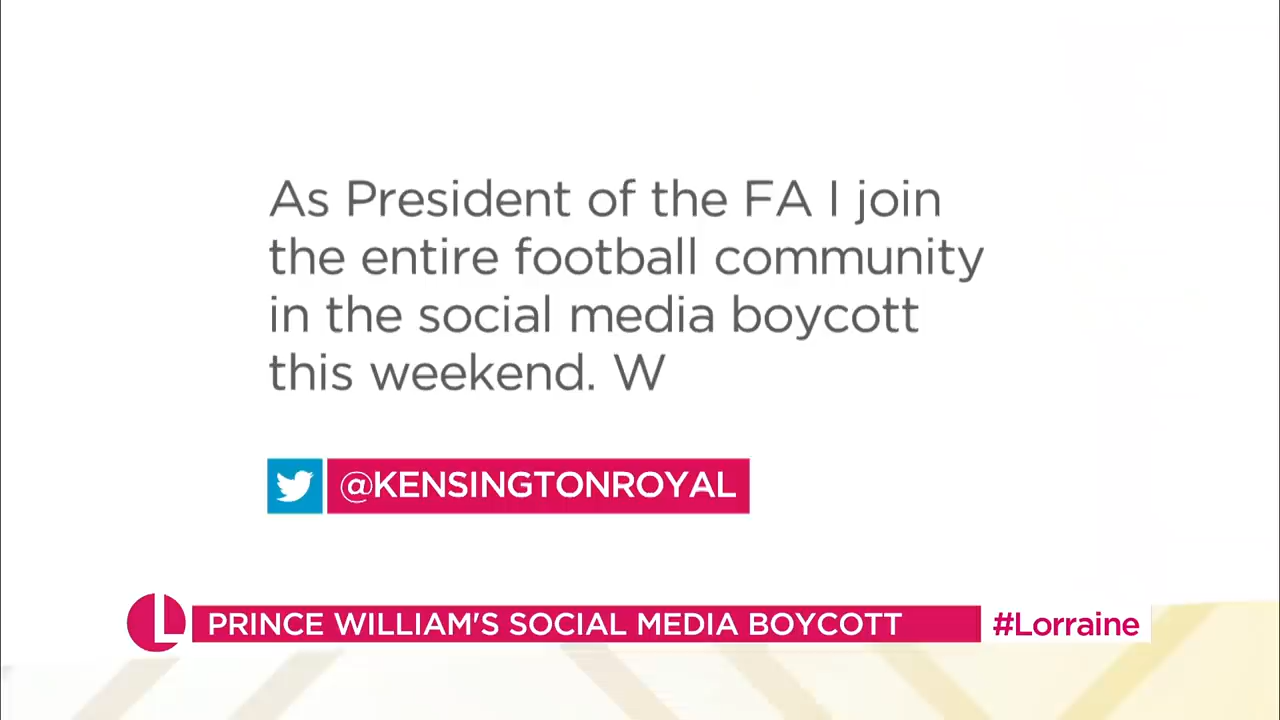 As President of the FA I join
the entire football community
in the social media boycott
this weekend. W
@KENSINGTONROYAL
L PRINCE WILLIAM'S SOCIAL MEDIA BOYCOTT #Lorraine